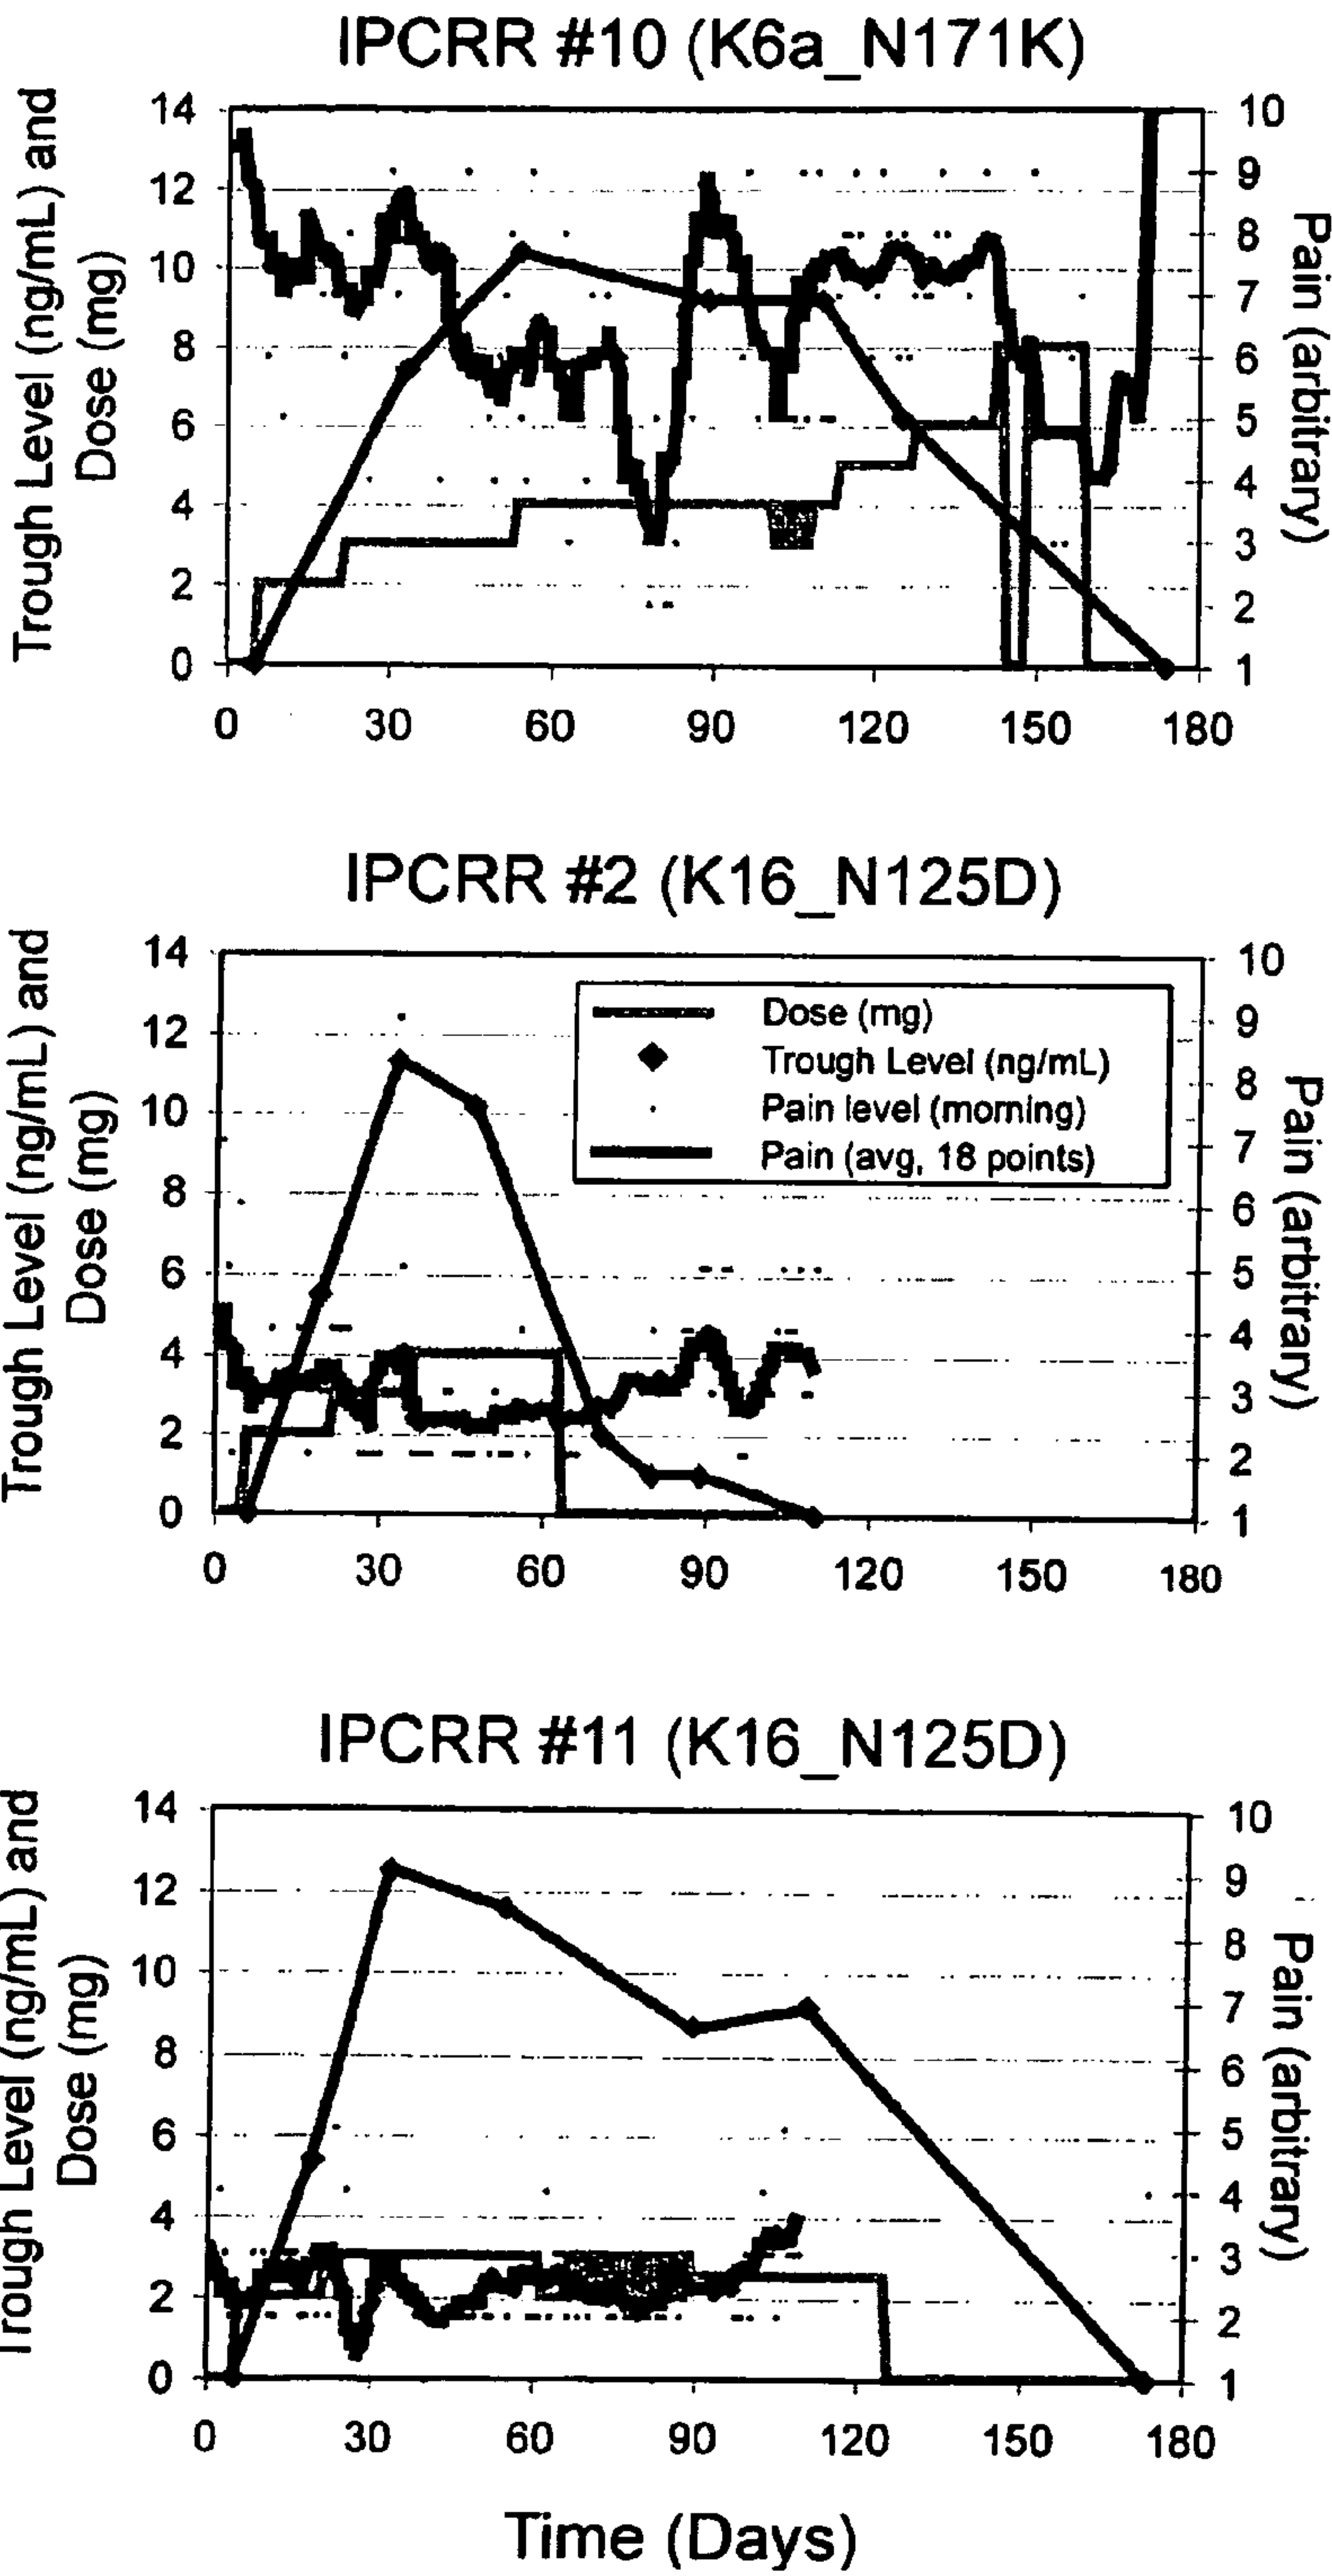 IPCRR #10 (K6a_N171K)
Trough Level (ng/mL) and
Dose (mg)
14
12
10
8
6
4
2
0
10
9
8
7
6
5
4
3
2
1
Pain (arbitrary)
0 30 60 90 120 150 180
IPCRR #2 (K16_N125D)
Trough Level (ng/mL) and
Dose (mg)
14
12
10
8
6
4
2
0
Dose (mg)
Trough Level (ng/mL)
Pain level (morning)
Pain (avg, 18 points)
10
9
8
7
6
5
4
3
2
1
Pain (arbitrary)
0 30 60 90 120 150 180
IPCRR #11 (K16_N125D)
Trough Level (ng/mL) and
Dose (mg)
14
12
10
8
6
4
2
0
10
9
8
7
6
5
4
3
2
1
Pain (arbitrary)
0 30 60 90 120 150 180
Time (Days)